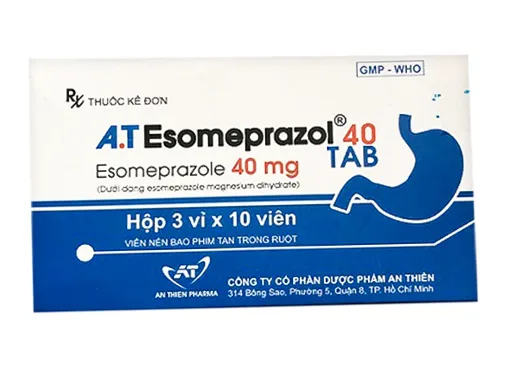 GMP - WHO
Rx THUỐC KÊ ĐƠN
A.T Esomeprazol® 40
TAB
Esomeprazole 40 mg
(Dưới dạng esomeprazole magnesium dihydrate)
Hộp 3 vỉ x 10 viên
VIÊN NÉN BAO PHIM TAN TRONG RUỘT
AT
AN THIEN PHARMA
CÔNG TY CỔ PHẦN DƯỢC PHẨM AN THIÊN
314 Bông Sao, Phường 5, Quận 8, TP. Hồ Chí Minh